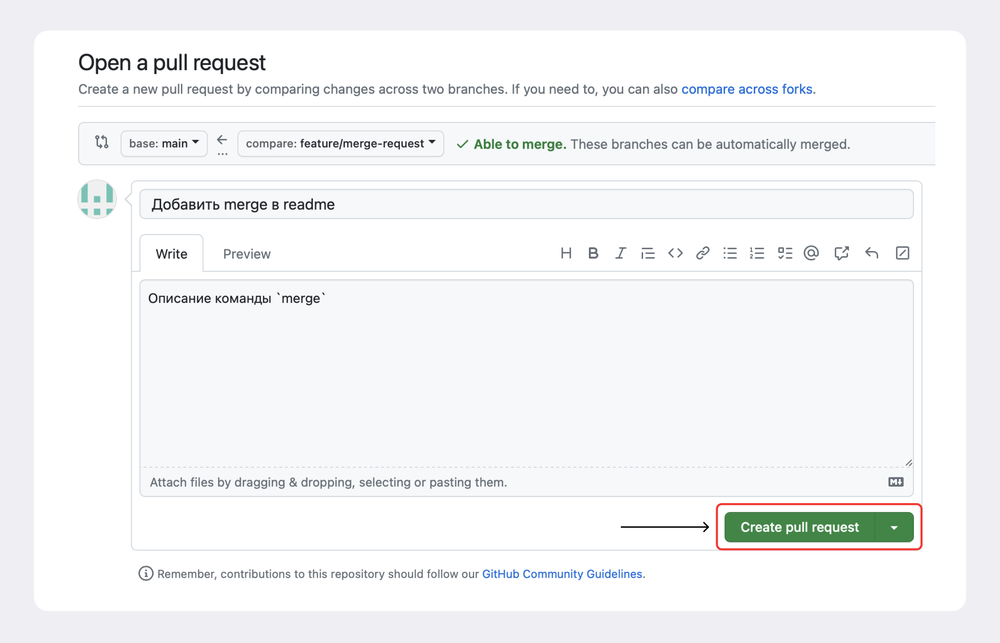 Open a pull request
Create a new pull request by comparing changes across two branches. If you need to, you can also compare across forks.
base: main ← compare: feature/merge-request ✓ Able to merge. These branches can be automatically merged.
...
Добавить merge в readme
Write Preview
Описание команды `merge`
Attach files by dragging & dropping, selecting or pasting them.
Create pull request
Remember, contributions to this repository should follow our GitHub Community Guidelines.